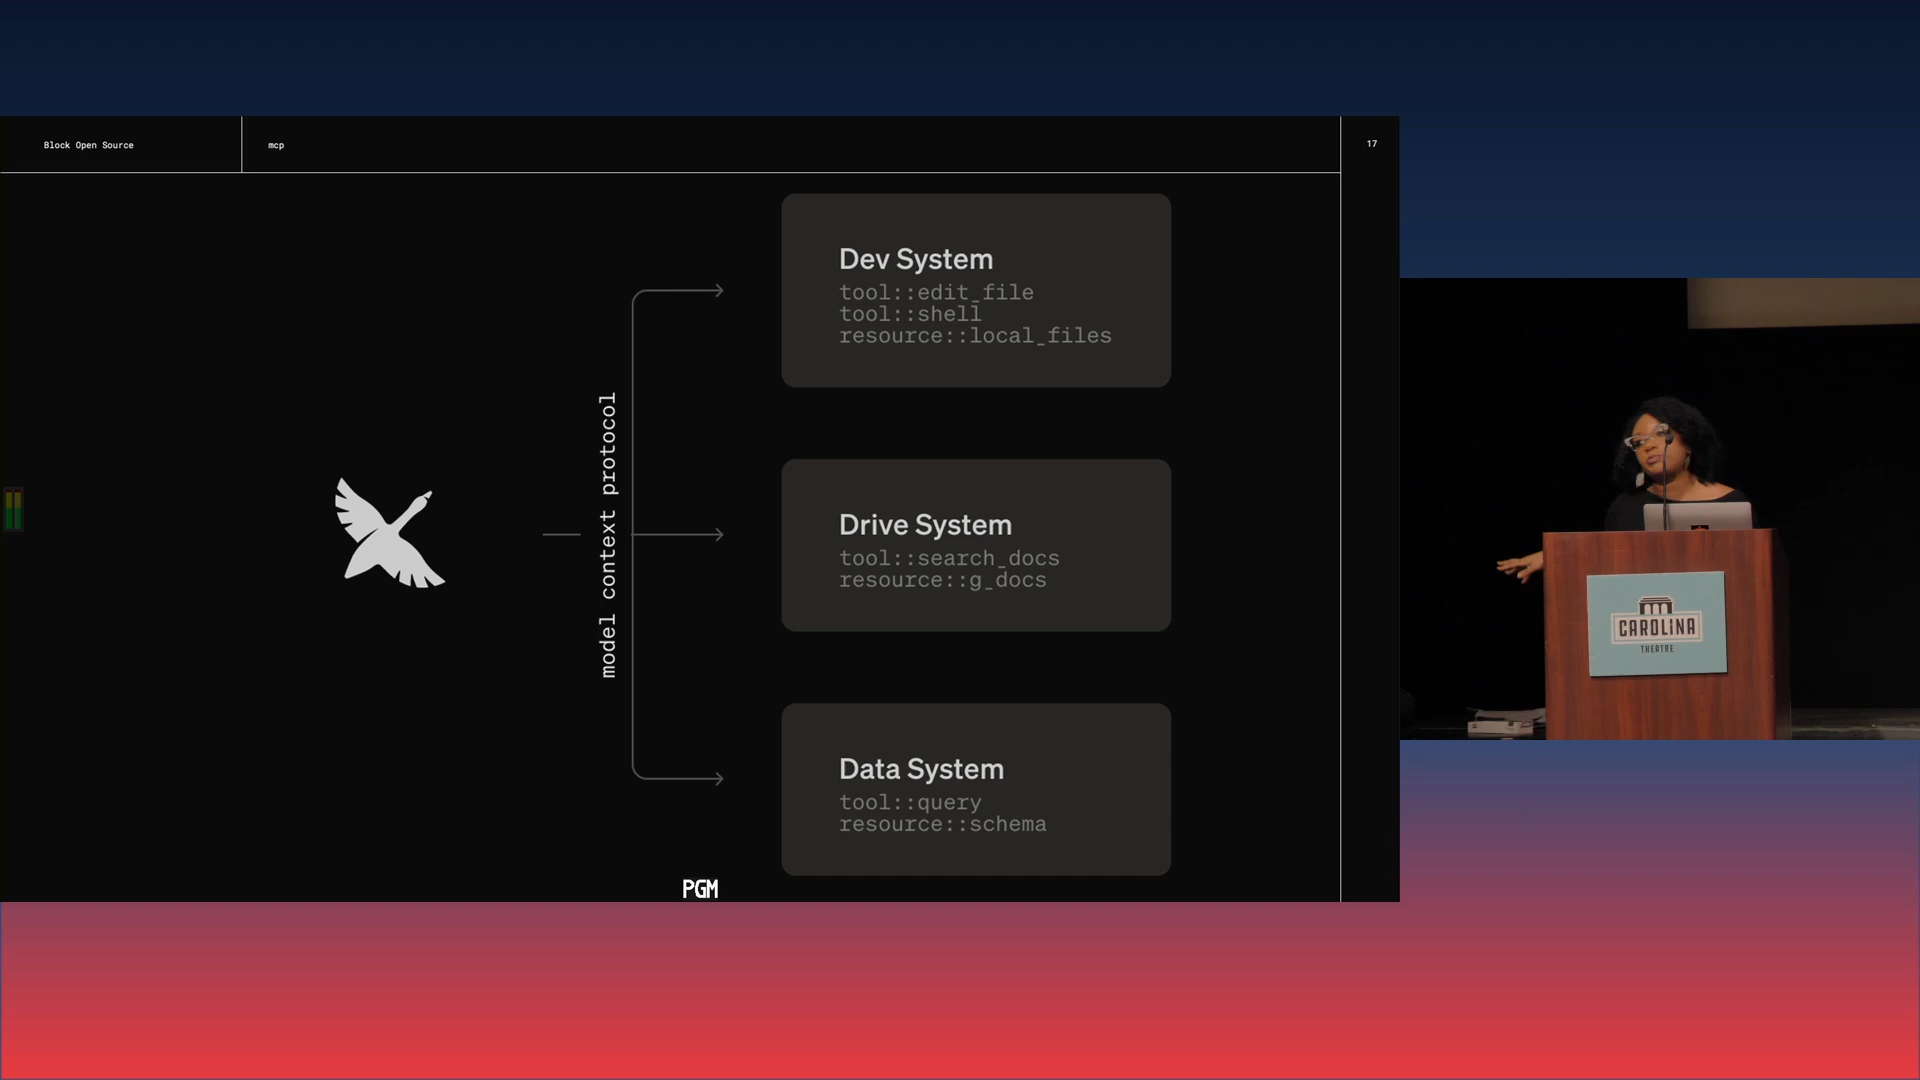 Block Open Source
mcp
17
model context protocol
Dev System
tool::edit_file
tool::shell
resource::local_files
Drive System
tool::search_docs
resource::g_docs
Data System
tool::query
resource::schema
PGM
CAROLINA
THEATRE